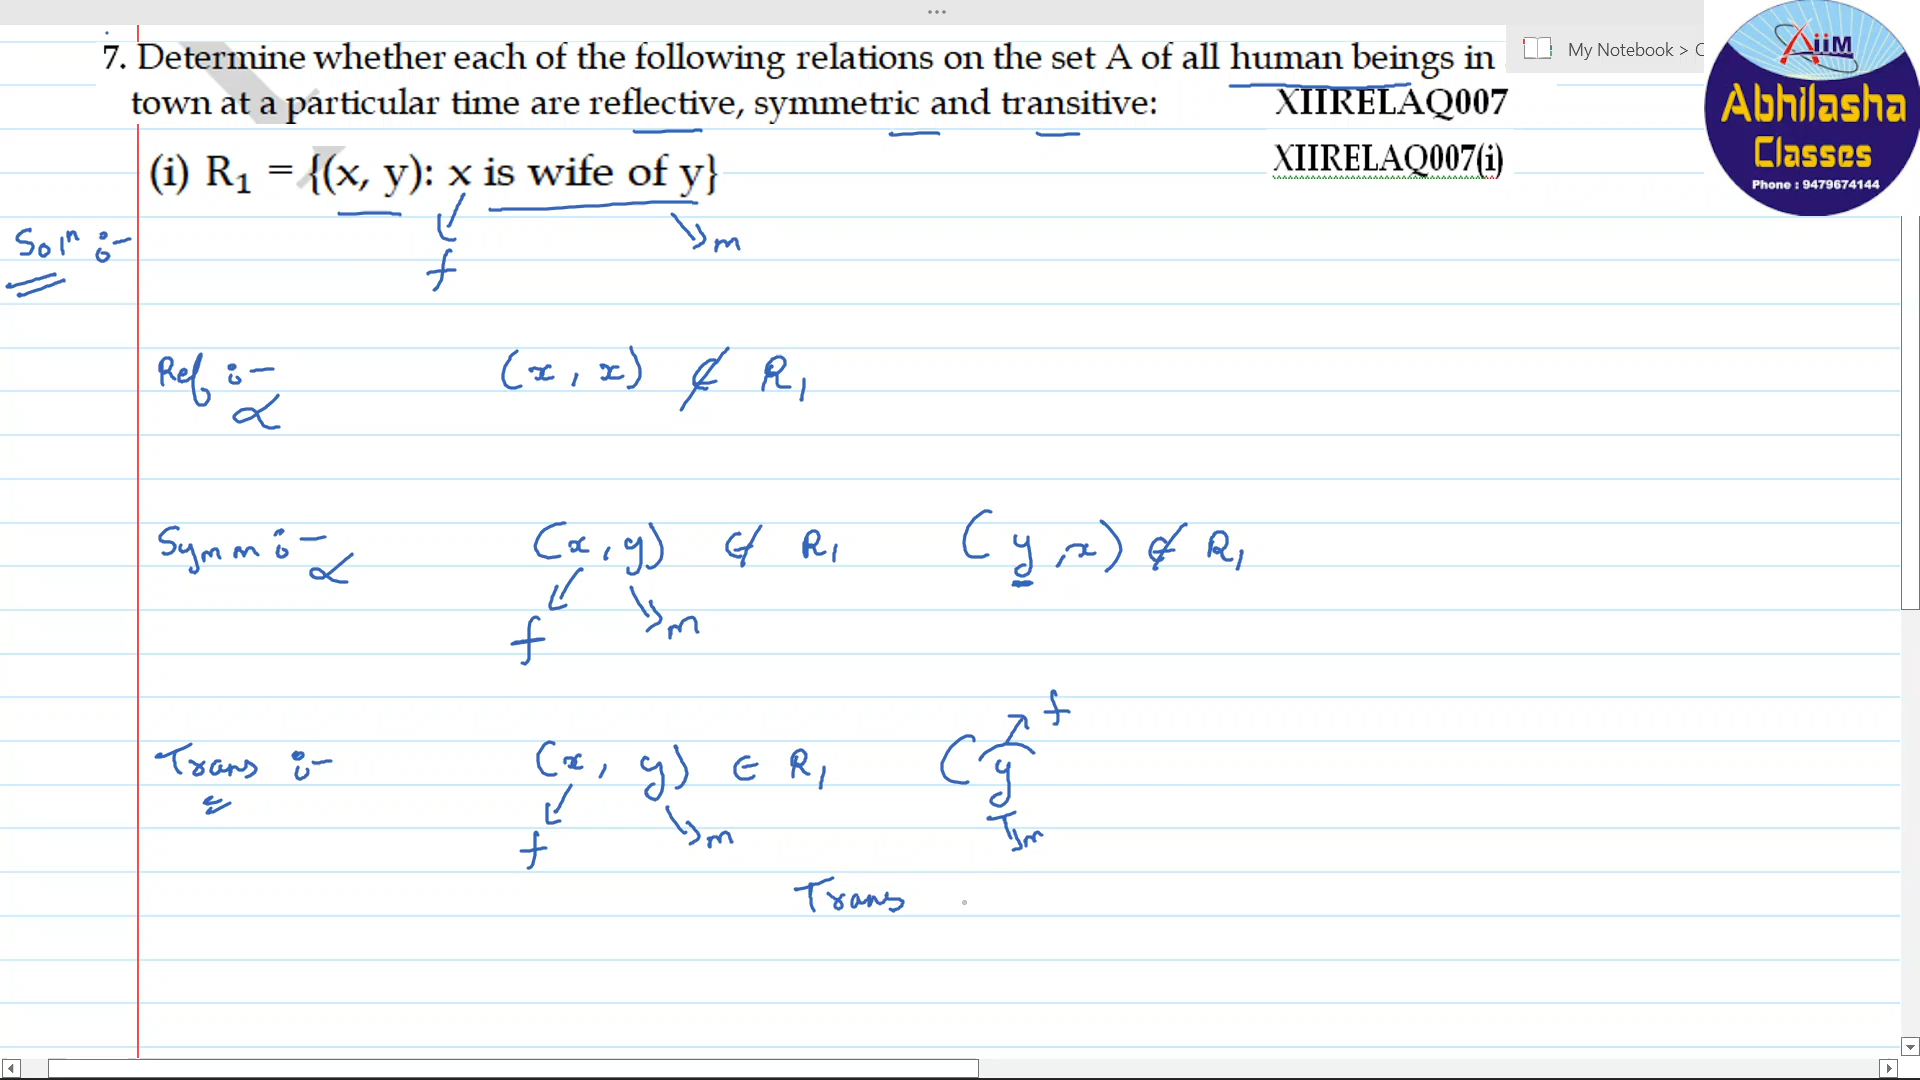 ...
7. Determine whether each of the following relations on the set A of all human beings in
town at a particular time are reflective, symmetric and transitive: XIIRELAQ007
(i) R₁ = {(x, y): x is wife of y} XIIRELAQ007(i)
My Notebook > C
AiiM
Abhilasha
Classes
Phone : 9479674144
Solⁿ :-
f m
Ref :- (x, x) ∉ R₁
Symm :- (x, y) ∈ R₁ (y, x) ∉ R₁
f m
f
Trans :- (x, y) ∈ R₁ (y
f m m
Trans